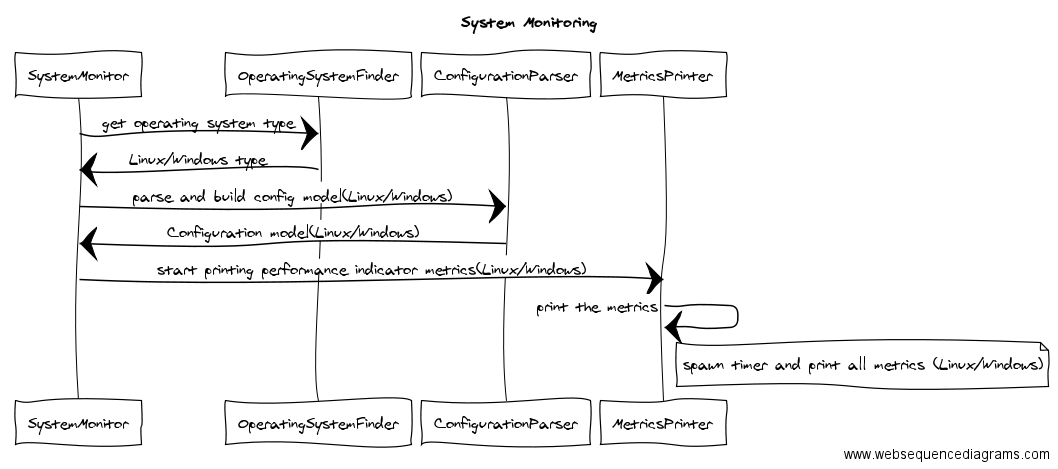 System Monitoring
SystemMonitor
OperatingSystemFinder
ConfigurationParser
MetricsPrinter
get operating system type
Linux/Windows type
parse and build config model(Linux/Windows)
Configuration model(Linux/Windows)
start printing performance indicator metrics(Linux/Windows)
print the metrics
spawn timer and print all metrics (Linux/Windows)
SystemMonitor
OperatingSystemFinder
ConfigurationParser
MetricsPrinter
www.websequencediagrams.com